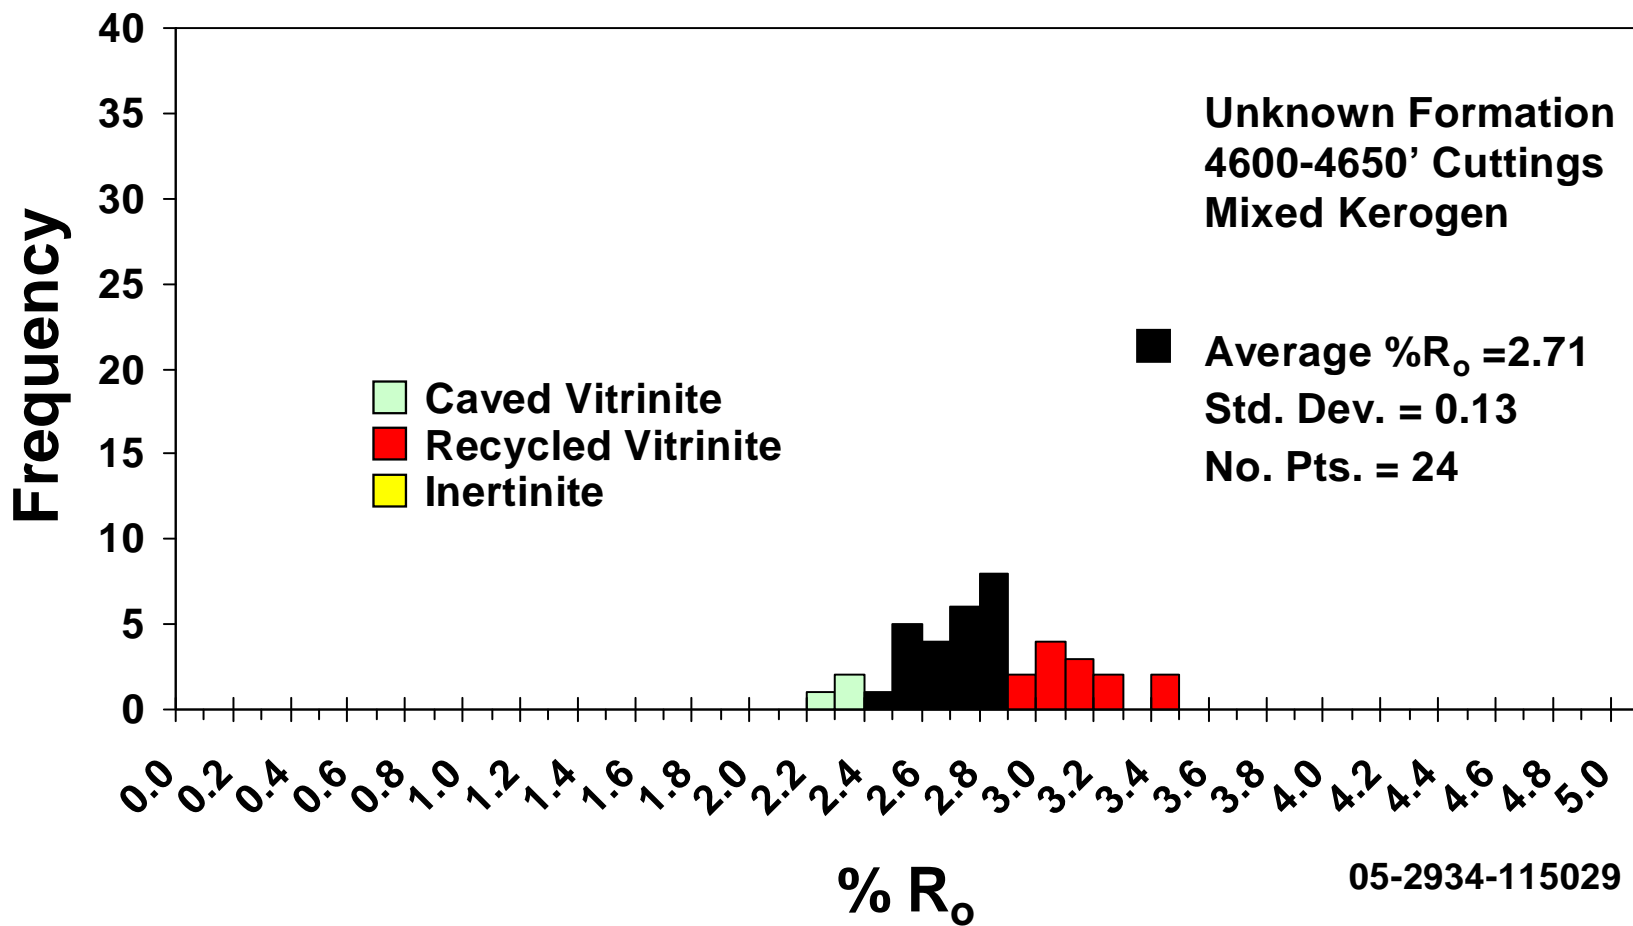 40
35
30
25
20
15
10
5
0
Frequency
Unknown Formation
4600-4650’ Cuttings
Mixed Kerogen
Average %Ro =2.71
Std. Dev. = 0.13
No. Pts. = 24
Caved Vitrinite
Recycled Vitrinite
Inertinite
0.0 0.2 0.4 0.6 0.8 1.0 1.2 1.4 1.6 1.8 2.0 2.2 2.4 2.6 2.8 3.0 3.2 3.4 3.6 3.8 4.0 4.2 4.4 4.6 4.8 5.0
% Ro
05-2934-115029